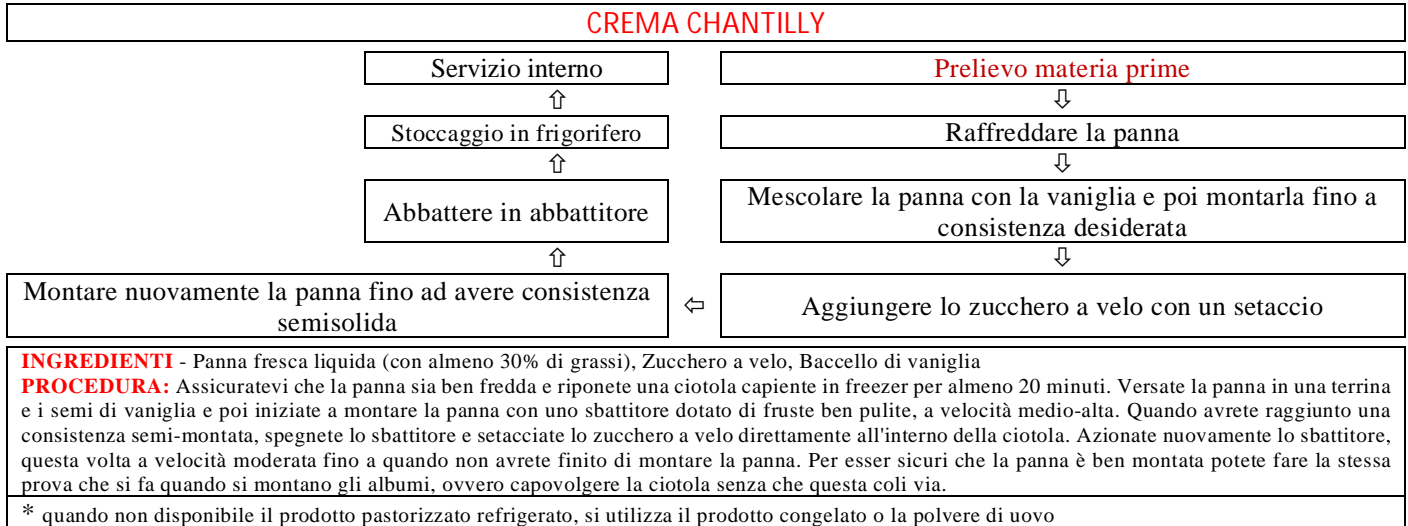 CREMA CHANTILLY
Servizio interno
Prelievo materia prime
⇧
⇩
Stoccaggio in frigorifero
Raffreddare la panna
⇧
⇩
Abbattere in abbattitore
Mescolare la panna con la vaniglia e poi montarla fino a
consistenza desiderata
⇧
⇩
Montare nuovamente la panna fino ad avere consistenza
semisolida
⇦
Aggiungere lo zucchero a velo con un setaccio
INGREDIENTI - Panna fresca liquida (con almeno 30% di grassi), Zucchero a velo, Baccello di vaniglia
PROCEDURA: Assicuratevi che la panna sia ben fredda e riponete una ciotola capiente in freezer per almeno 20 minuti. Versate la panna in una terrina
e i semi di vaniglia e poi iniziate a montare la panna con uno sbattitore dotato di fruste ben pulite, a velocità medio-alta. Quando avrete raggiunto una
consistenza semi-montata, spegnete lo sbattitore e setacciate lo zucchero a velo direttamente all'interno della ciotola. Azionate nuovamente lo sbattitore,
questa volta a velocità moderata fino a quando non avrete finito di montare la panna. Per esser sicuri che la panna è ben montata potete fare la stessa
prova che si fa quando si montano gli albumi, ovvero capovolgere la ciotola senza che questa coli via.
* quando non disponibile il prodotto pastorizzato refrigerato, si utilizza il prodotto congelato o la polvere di uovo